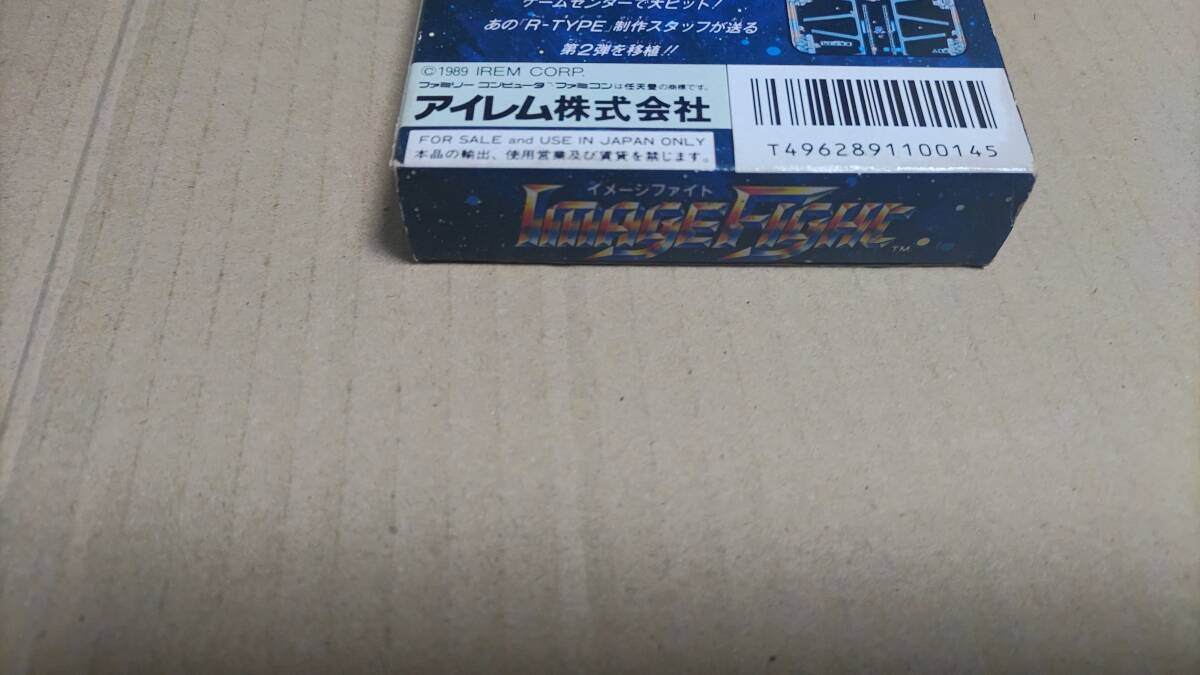 ゲームセンターで大ヒット!
あの「R-TYPE」制作スタッフが送る
第2弾を移植!!
©1989 IREM CORP.
ファミリー コンピュータ・ファミコンは任天堂の商標です。
アイレム株式会社
FOR SALE and USE IN JAPAN ONLY
本品の輸出、使用営業及び賃貸を禁じます。
T4962891100145
イメージファイト
IMAGE FIGHT
TM